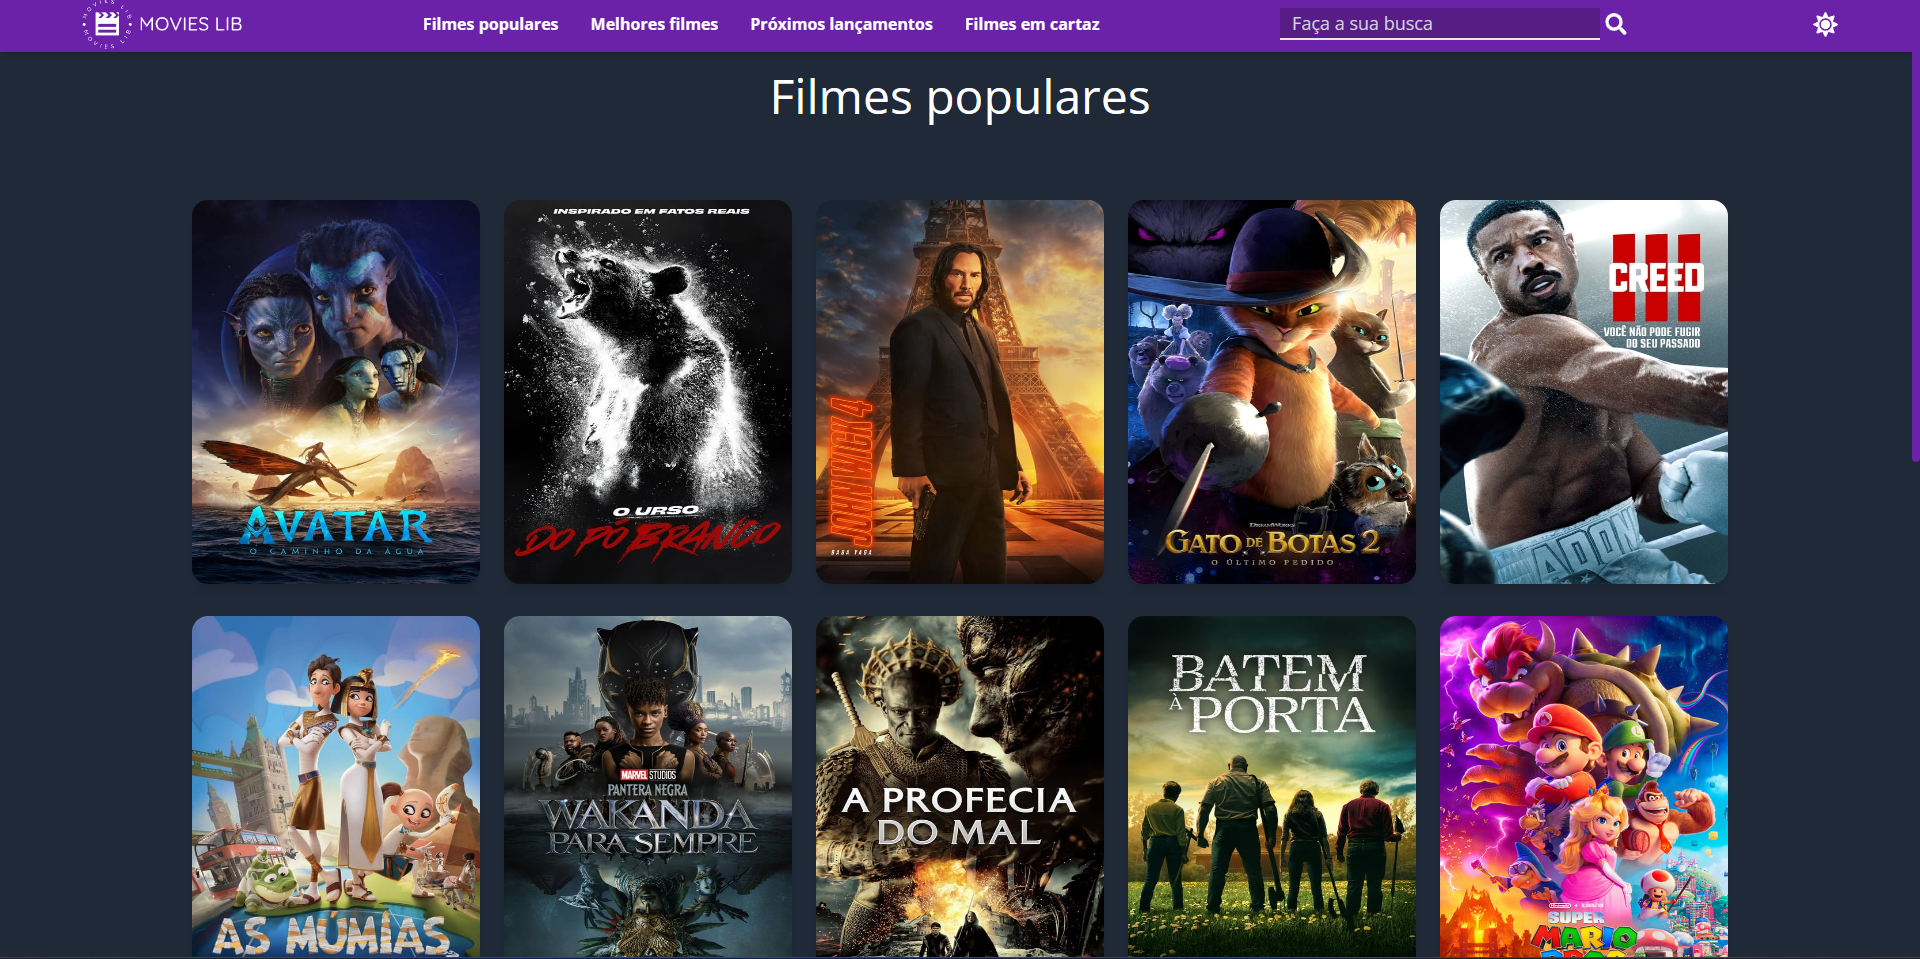 MOVIES LIB
Filmes populares
Melhores filmes
Próximos lançamentos
Filmes em cartaz
Faça a sua busca
Filmes populares
AVATAR
O CAMINHO DA ÁGUA
INSPIRADO EM FATOS REAIS
O URSO
DO PÓ BRANCO
JOHN WICK 4
BABA YAGA
DREAMWORKS
GATO DE BOTAS 2
O ÚLTIMO PEDIDO
CREED
III
VOCÊ NÃO PODE FUGIR
DO SEU PASSADO
ADON
AS MÚMIAS
MARVEL STUDIOS
PANTERA NEGRA
WAKANDA
PARA SEMPRE
A PROFECIA
DO MAL
BATEM
À PORTA
SUPER
MARIO
BROS